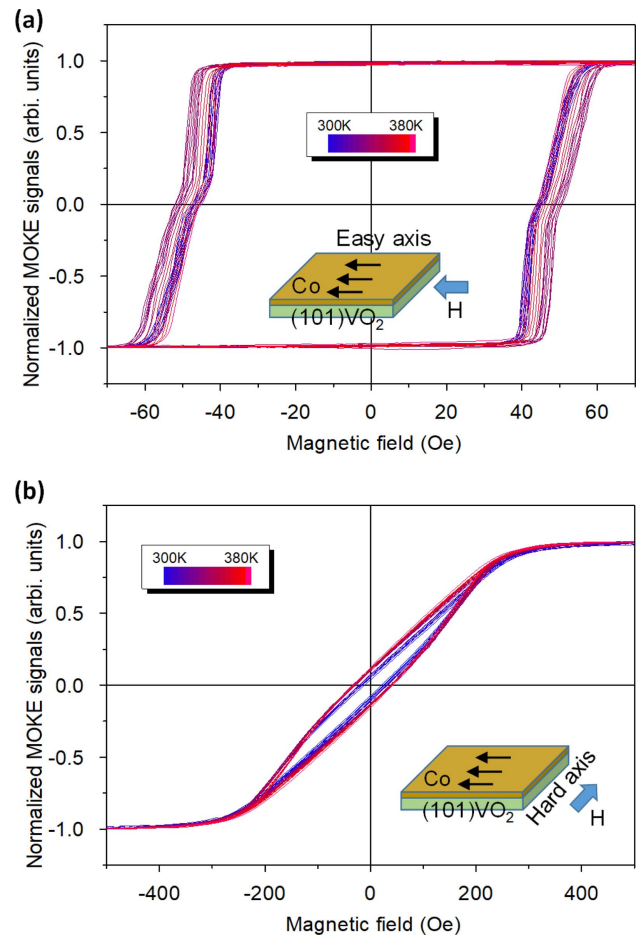 (a)
1.0
0.5
0.0
-0.5
-1.0
Normalized MOKE signals (arbi. units)
300K 380K
Easy axis
Co
(101)VO₂
H
-60 -40 -20 0 20 40 60
Magnetic field (Oe)
(b)
1.0
0.5
0.0
-0.5
-1.0
Normalized MOKE signals (arbi. units)
300K 380K
Co
(101)VO₂
Hard axis
H
-400 -200 0 200 400
Magnetic field (Oe)